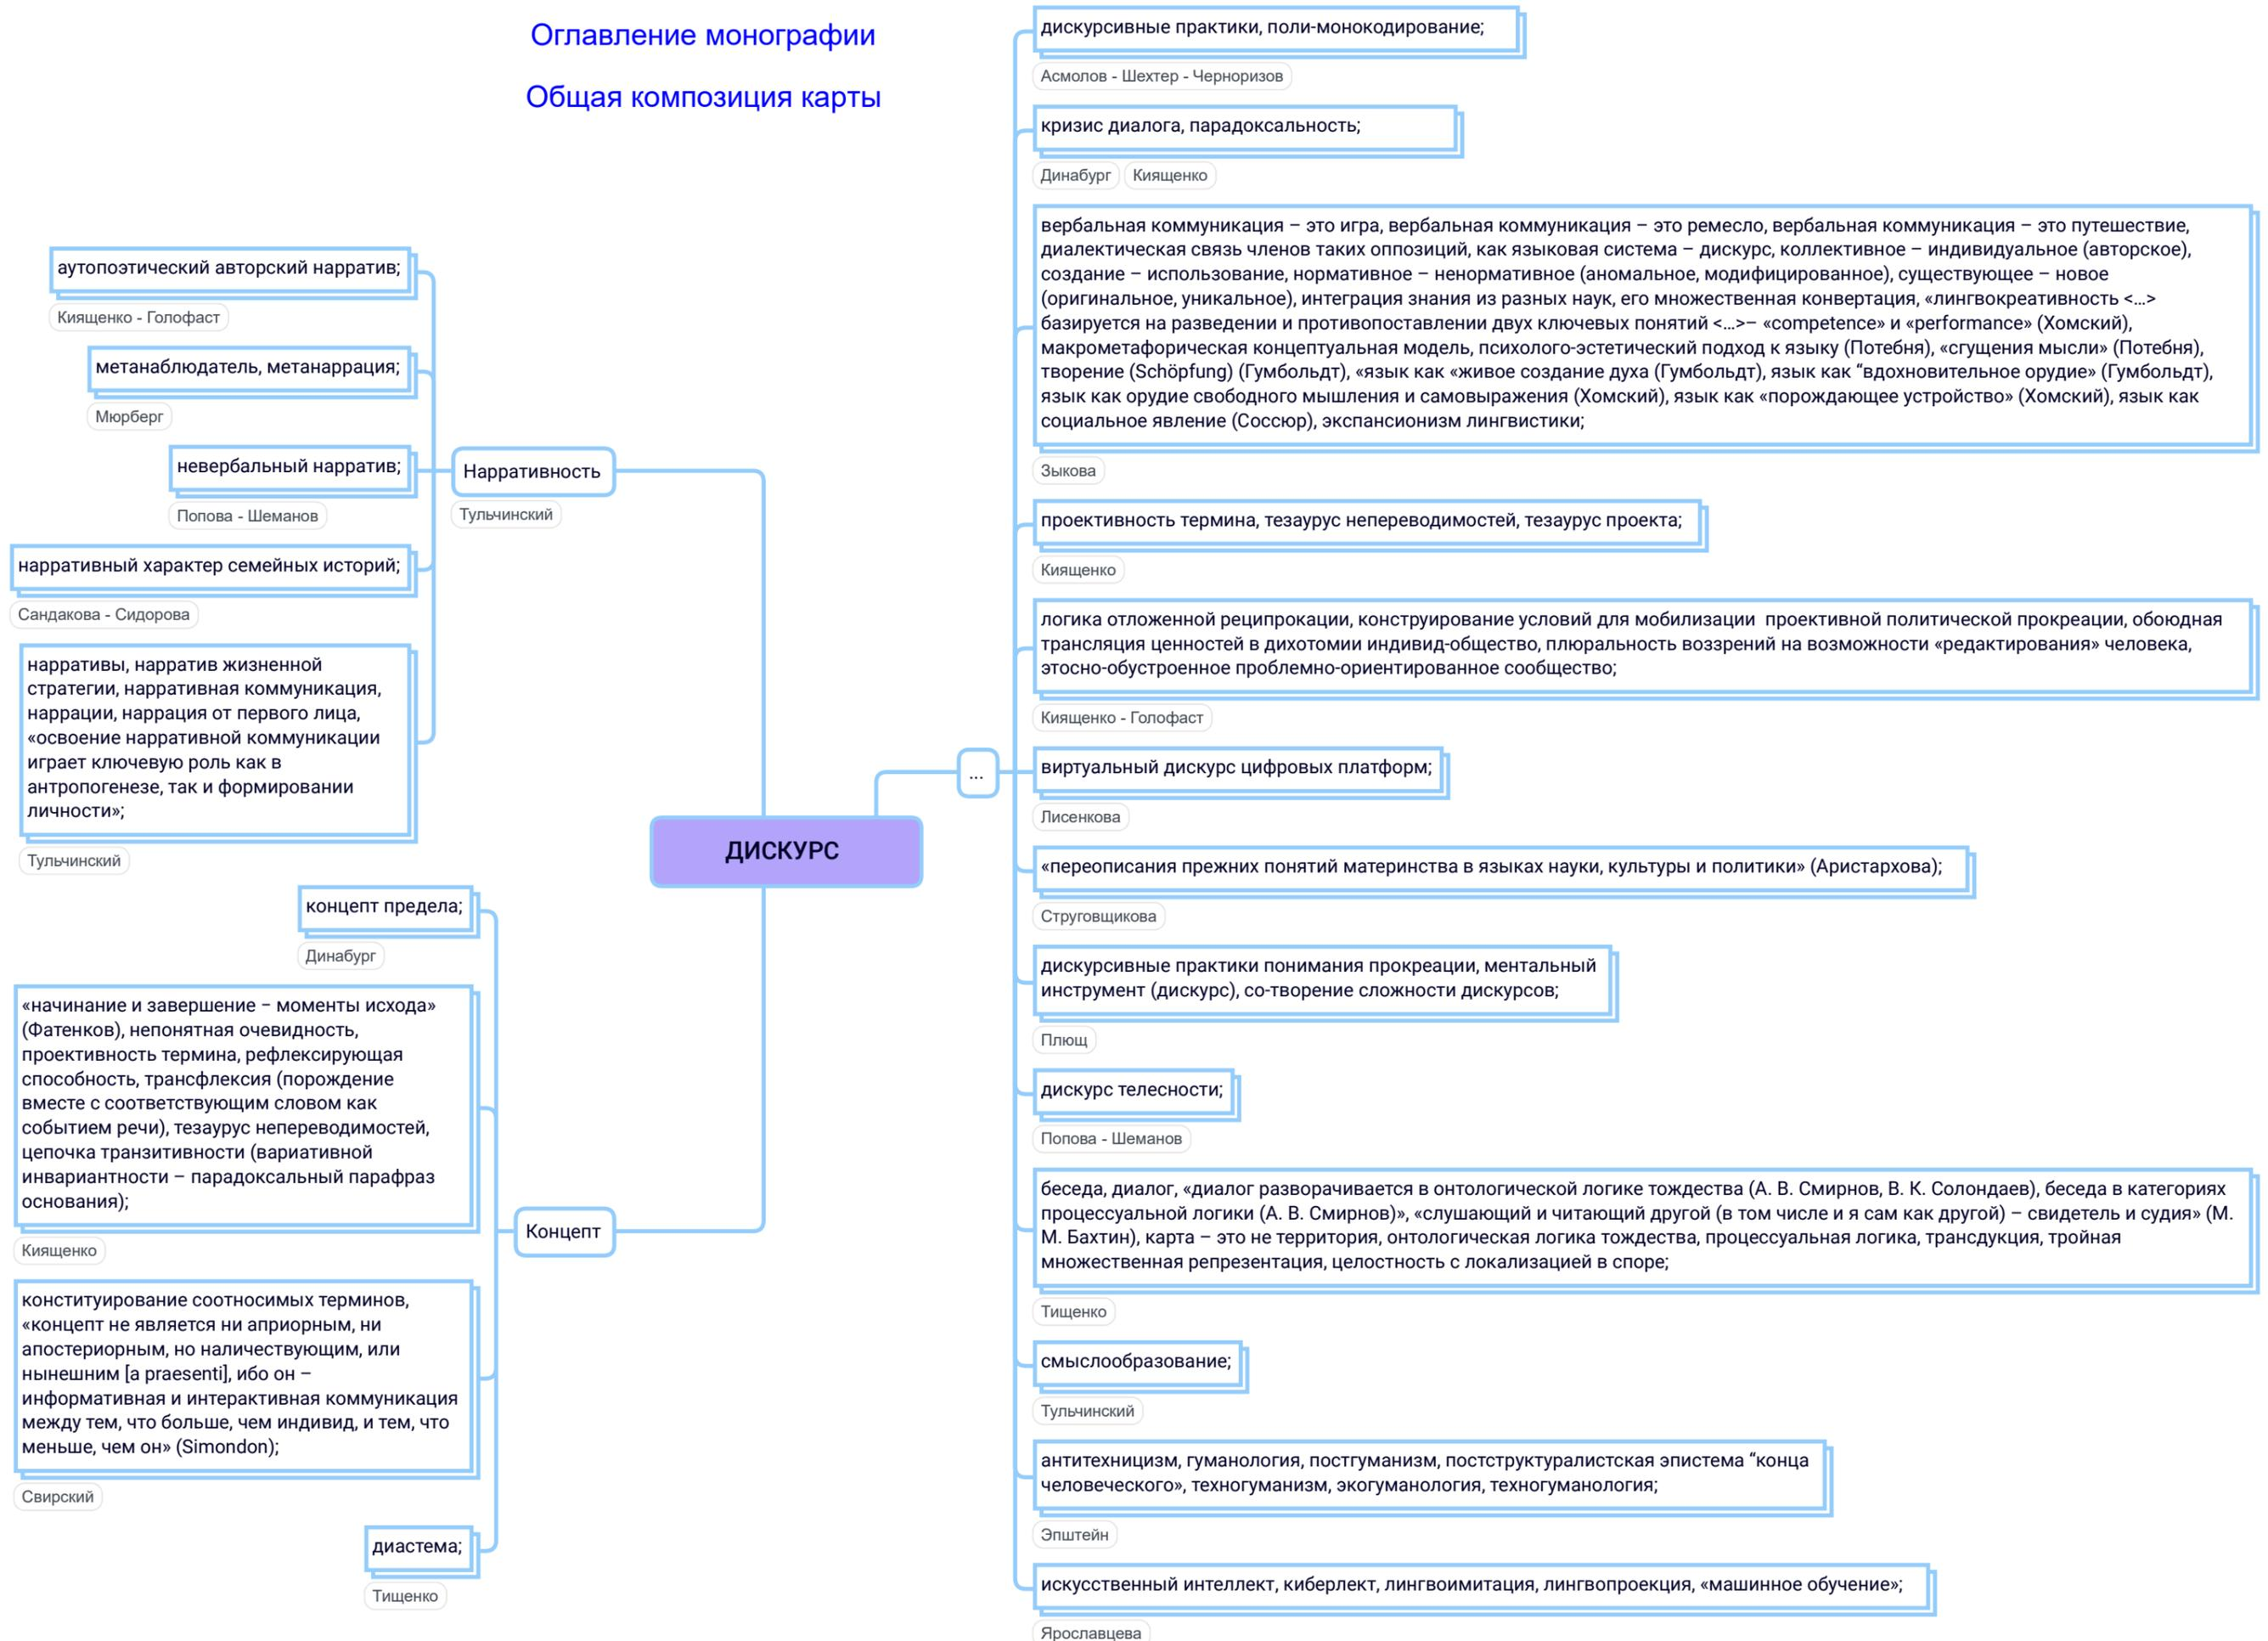 Оглавление монографии
Общая композиция карты
аутопоэтический авторский нарратив;
Киященко - Голофаст
метанаблюдатель, метанаррация;
Мюрберг
невербальный нарратив;
Попова - Шеманов
нарративный характер семейных историй;
Сандакова - Сидорова
нарративы, нарратив жизненной
стратегии, нарративная коммуникация,
наррации, наррация от первого лица,
«освоение нарративной коммуникации
играет ключевую роль как в
антропогенезе, так и формировании
личности»;
Тульчинский
Нарративность
Тульчинский
ДИСКУРС
концепт предела;
Динабург
«начинание и завершение – моменты исхода»
(Фатенков), непонятная очевидность,
проективность термина, рефлексирующая
способность, трансфлексия (порождение
вместе с соответствующим словом как
событием речи), тезаурус непереводимостей,
цепочка транзитивности (вариативной
инвариантности – парадоксальный парафраз
основания);
Киященко
конституирование соотносимых терминов,
«концепт не является ни априорным, ни
апостериорным, но наличествующим, или
нынешним [a praesenti], ибо он –
информативная и интерактивная коммуникация
между тем, что больше, чем индивид, и тем, что
меньше, чем он» (Simondon);
Свирский
диастема;
Тищенко
Концепт
...
дискурсивные практики, поли-монокодирование;
Асмолов - Шехтер - Черноризов
кризис диалога, парадоксальность;
Динабург Киященко
вербальная коммуникация – это игра, вербальная коммуникация – это ремесло, вербальная коммуникация – это путешествие,
диалектическая связь членов таких оппозиций, как языковая система – дискурс, коллективное – индивидуальное (авторское),
создание – использование, нормативное – ненормативное (аномальное, модифицированное), существующее – новое
(оригинальное, уникальное), интеграция знания из разных наук, его множественная конвертация, «лингвокреативность <...>
базируется на разведении и противопоставлении двух ключевых понятий <...>– «competence» и «performance» (Хомский),
макрометафорическая концептуальная модель, психолого-эстетический подход к языку (Потебня), «сгущения мысли» (Потебня),
творение (Schöpfung) (Гумбольдт), «язык как «живое создание духа (Гумбольдт), язык как “вдохновительное орудие» (Гумбольдт),
язык как орудие свободного мышления и самовыражения (Хомский), язык как «порождающее устройство» (Хомский), язык как
социальное явление (Соссюр), экспансионизм лингвистики;
Зыкова
проективность термина, тезаурус непереводимостей, тезаурус проекта;
Киященко
логика отложенной реципрокации, конструирование условий для мобилизации  проективной политической прокреации, обоюдная
трансляция ценностей в дихотомии индивид-общество, плюральность воззрений на возможности «редактирования» человека,
этосно-обустроенное проблемно-ориентированное сообщество;
Киященко - Голофаст
виртуальный дискурс цифровых платформ;
Лисенкова
«переописания прежних понятий материнства в языках науки, культуры и политики» (Аристархова);
Струговщикова
дискурсивные практики понимания прокреации, ментальный
инструмент (дискурс), со-творение сложности дискурсов;
Плющ
дискурс телесности;
Попова - Шеманов
беседа, диалог, «диалог разворачивается в онтологической логике тождества (А. В. Смирнов, В. К. Солондаев), беседа в категориях
процессуальной логики (А. В. Смирнов)», «слушающий и читающий другой (в том числе и я сам как другой) – свидетель и судия» (М.
М. Бахтин), карта – это не территория, онтологическая логика тождества, процессуальная логика, трансдукция, тройная
множественная репрезентация, целостность с локализацией в споре;
Тищенко
смыслообразование;
Тульчинский
антитехницизм, гуманология, постгуманизм, постструктуралистская эпистема “конца
человеческого», техногуманизм, экогуманология, техногуманология;
Эпштейн
искусственный интеллект, киберлект, лингвоимитация, лингвопроекция, «машинное обучение»;
Ярославцева